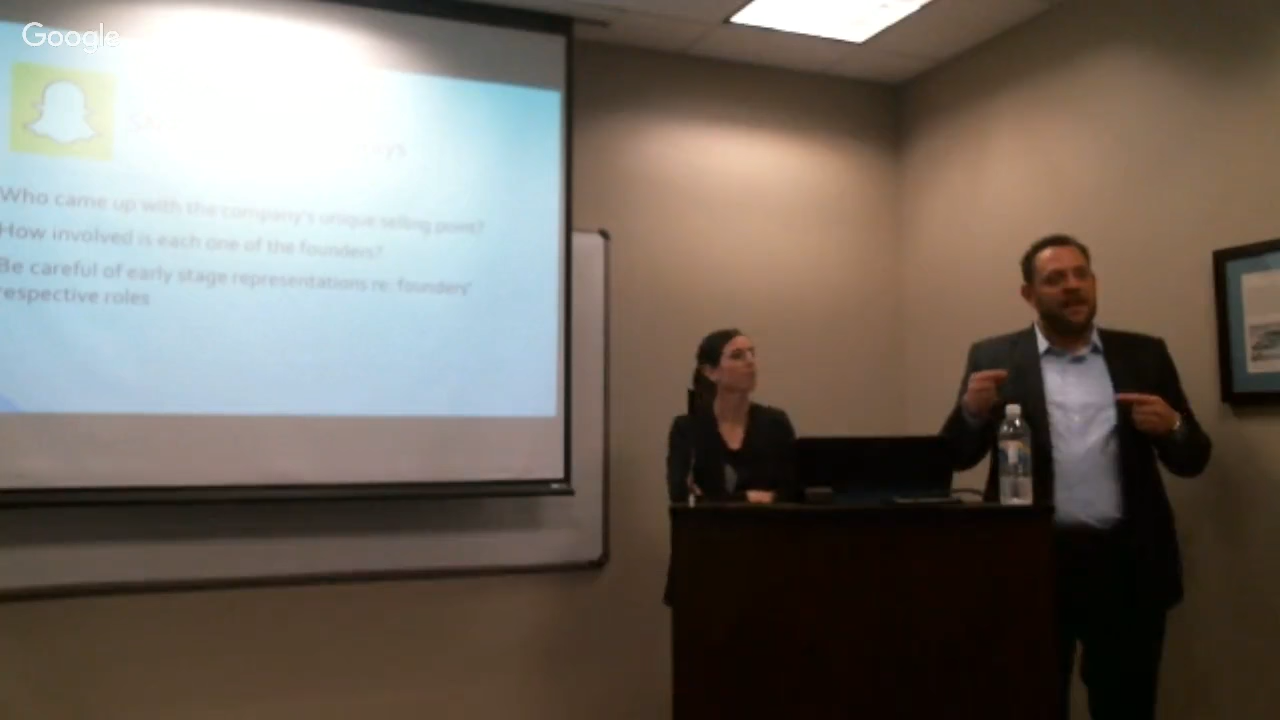 Google
Who came up with the company's unique selling point?
How involved is each one of the founders?
Be careful of early stage representations re: founders'
respective roles